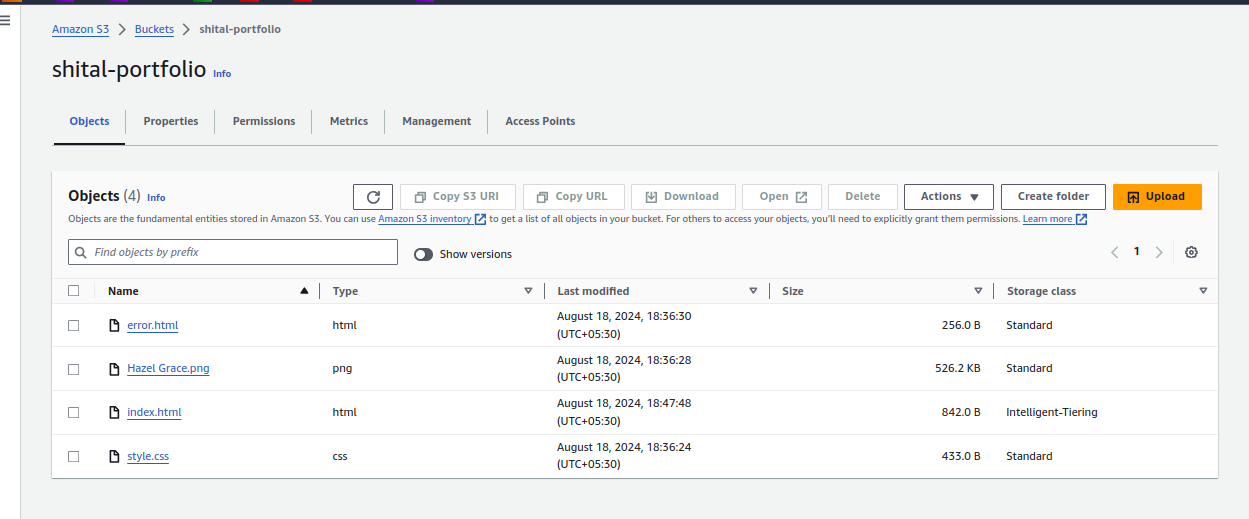 Amazon S3 > Buckets > shital-portfolio
shital-portfolio Info
Objects Properties Permissions Metrics Management Access Points
Objects (4) Info Copy S3 URI Copy URL Download Open Delete Actions Create folder Upload
Objects are the fundamental entities stored in Amazon S3. You can use Amazon S3 inventory to get a list of all objects in your bucket. For others to access your objects, you'll need to explicitly grant them permissions. Learn more
Find objects by prefix Show versions 1
Name Type Last modified Size Storage class
error.html html August 18, 2024, 18:36:30 (UTC+05:30) 256.0 B Standard
Hazel Grace.png png August 18, 2024, 18:36:28 (UTC+05:30) 526.2 KB Standard
index.html html August 18, 2024, 18:47:48 (UTC+05:30) 842.0 B Intelligent-Tiering
style.css css August 18, 2024, 18:36:24 (UTC+05:30) 433.0 B Standard